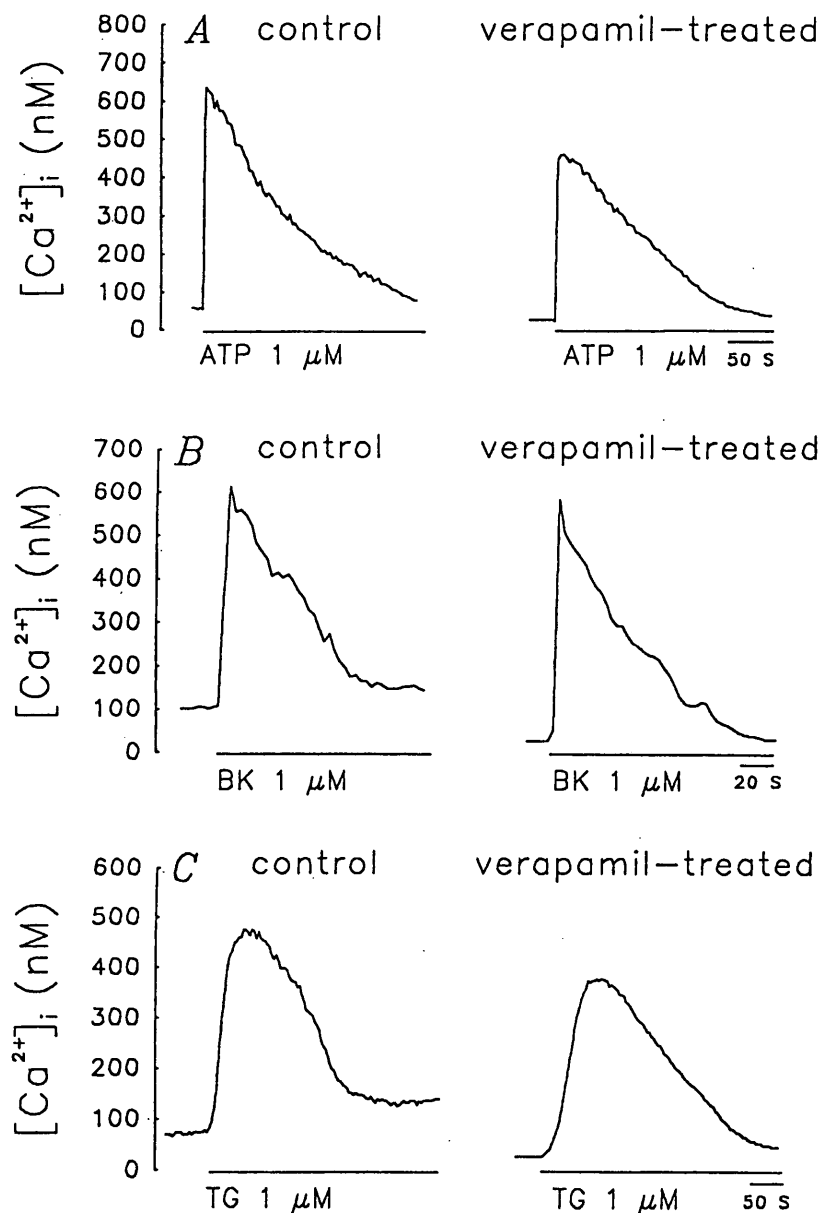 A control verapamil-treated
[Ca²⁺]ᵢ (nM)
800
700
600
500
400
300
200
100
0
ATP 1 μM
ATP 1 μM
50 S
B control verapamil-treated
[Ca²⁺]ᵢ (nM)
700
600
500
400
300
200
100
0
BK 1 μM
BK 1 μM
20 S
C control verapamil-treated
[Ca²⁺]ᵢ (nM)
600
500
400
300
200
100
0
TG 1 μM
TG 1 μM
50 S